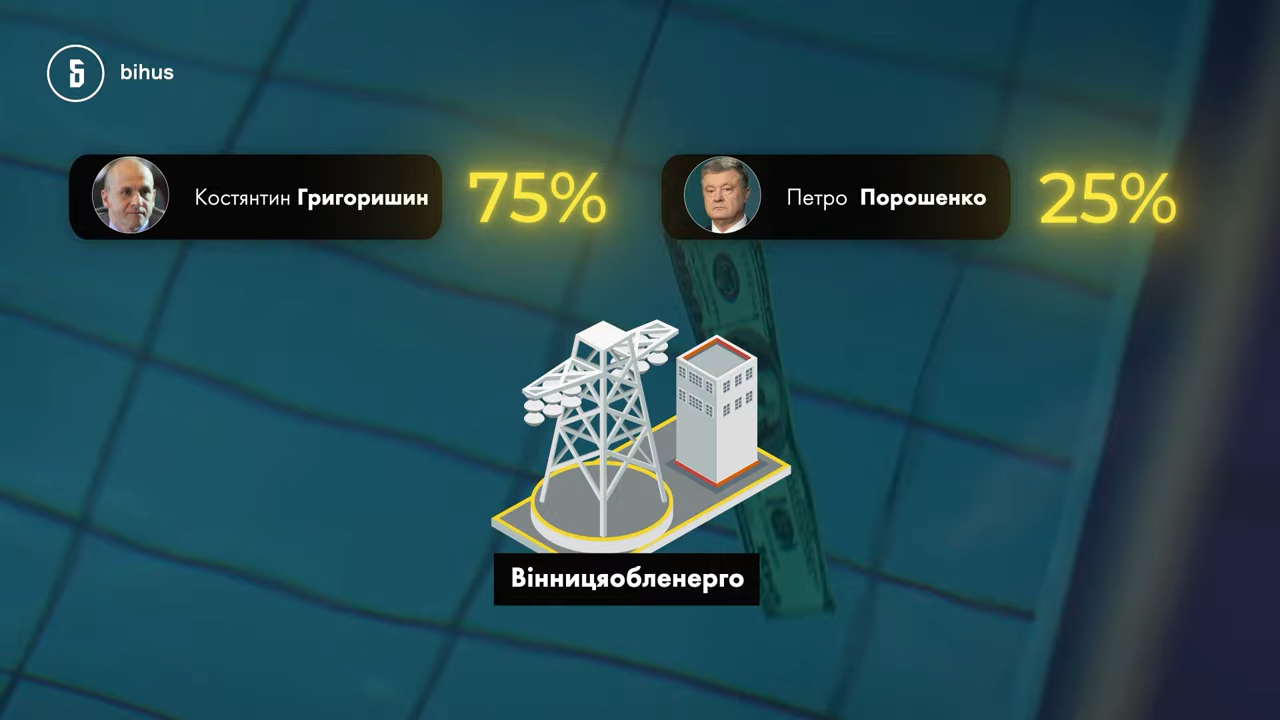 bihus
Костянтин Григоришин 75%
Петро Порошенко 25%
Вінницяобленерго